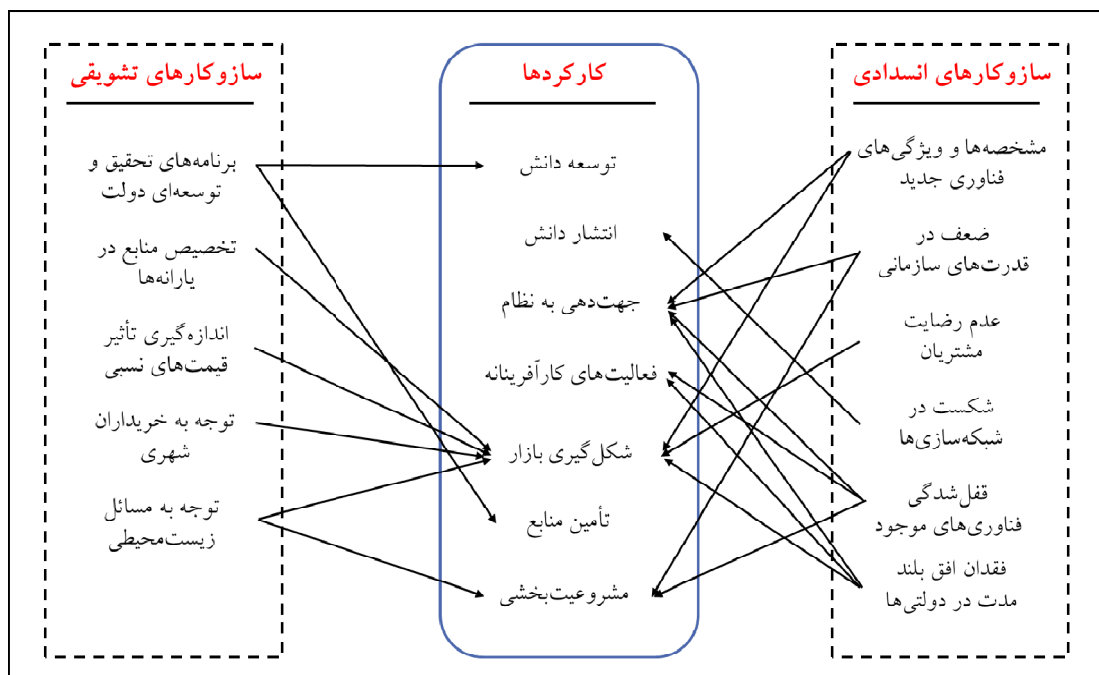 سازوکارهای انسدادی
مشخصه‌ها و ویژگی‌های
فناوری جدید
ضعف در
قدرت‌های سازمانی
عدم رضایت
مشتریان
شکست در
شبکه‌سازی‌ها
قفل‌شدگی
فناوری‌های موجود
فقدان افق بلند
مدت در دولتی‌ها
کارکردها
توسعه دانش
انتشار دانش
جهت‌دهی به نظام
فعالیت‌های کارآفرینانه
شکل‌گیری بازار
تأمین منابع
مشروعیت‌بخشی
سازوکارهای تشویقی
برنامه‌های تحقیق و
توسعه‌ای دولت
تخصیص منابع در
یارانه‌ها
اندازه‌گیری تأثیر
قیمت‌های نسبی
توجه به خریداران
شهری
توجه به مسائل
زیست‌محیطی